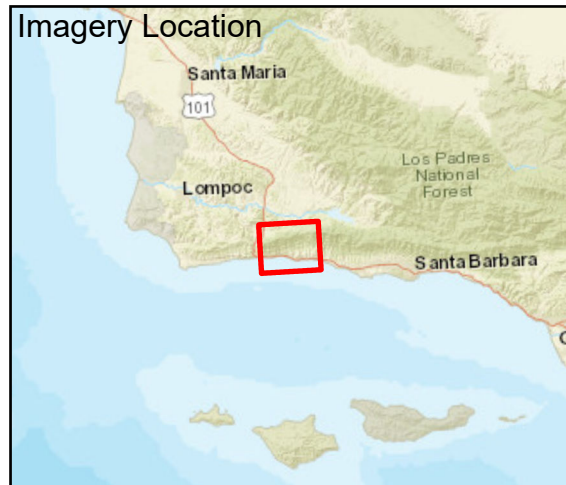 Imagery Location
Santa Maria
101
Los Padres
National
Forest
Lompoc
Santa Barbara